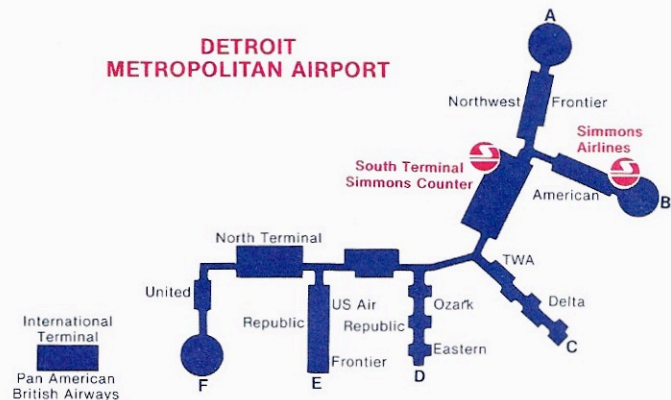 DETROIT
METROPOLITAN AIRPORT
A
Northwest
Frontier
Simmons
Airlines
South Terminal
Simmons Counter
American
B
North Terminal
TWA
United
US Air
Ozark
Delta
Republic
Republic
International
Terminal
Frontier
Eastern
C
F
E
D
Pan American
British Airways